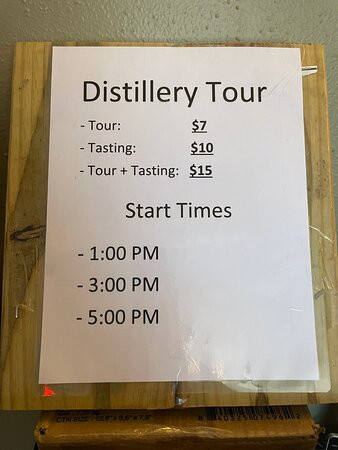 Distillery Tour
- Tour: $7
- Tasting: $10
- Tour + Tasting: $15
Start Times
- 1:00 PM
- 3:00 PM
- 5:00 PM